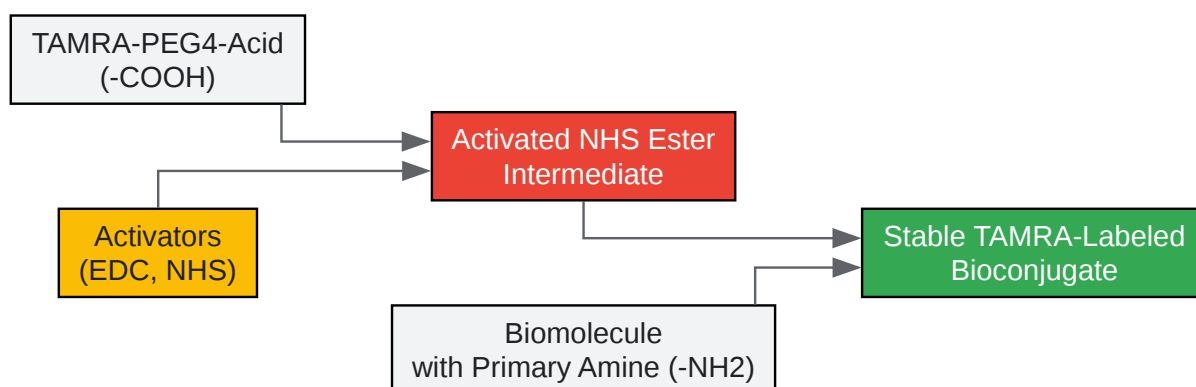 TAMRA-PEG4-Acid
(-COOH)
Activated NHS Ester
Intermediate
Activators
(EDC, NHS)
Stable TAMRA-Labeled
Bioconjugate
Biomolecule
with Primary Amine (-NH2)